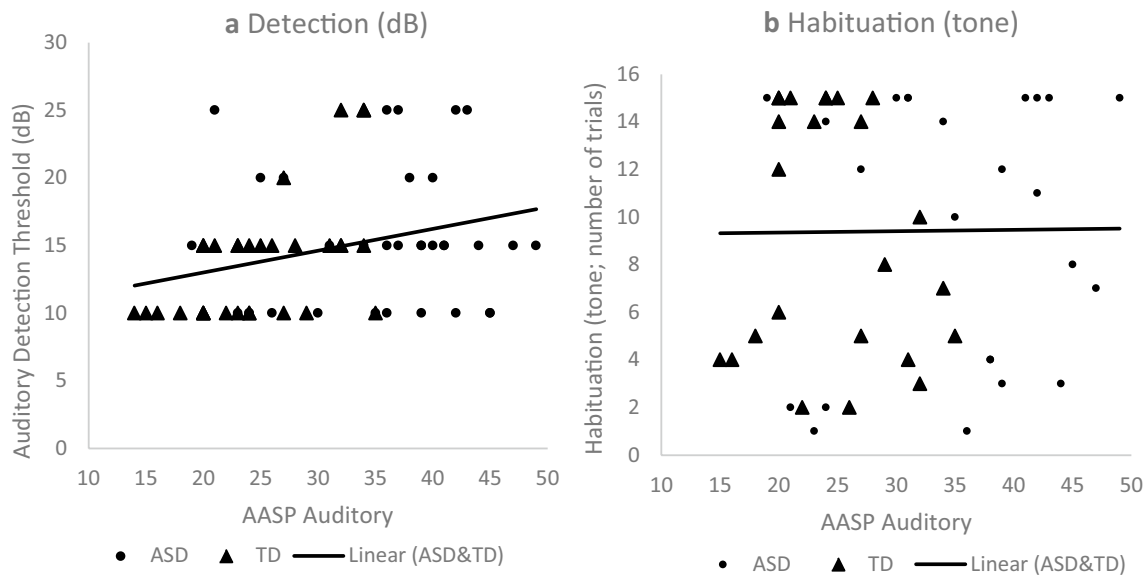 a Detection (dB)
Auditory Detection Threshold (dB)
30
25
20
15
10
5
0
10 15 20 25 30 35 40 45 50
AASP Auditory
ASD TD Linear (ASD&TD)
b Habituation (tone)
Habituation (tone; number of trials)
16
14
12
10
8
6
4
2
0
10 15 20 25 30 35 40 45 50
AASP Auditory
ASD TD Linear (ASD&TD)